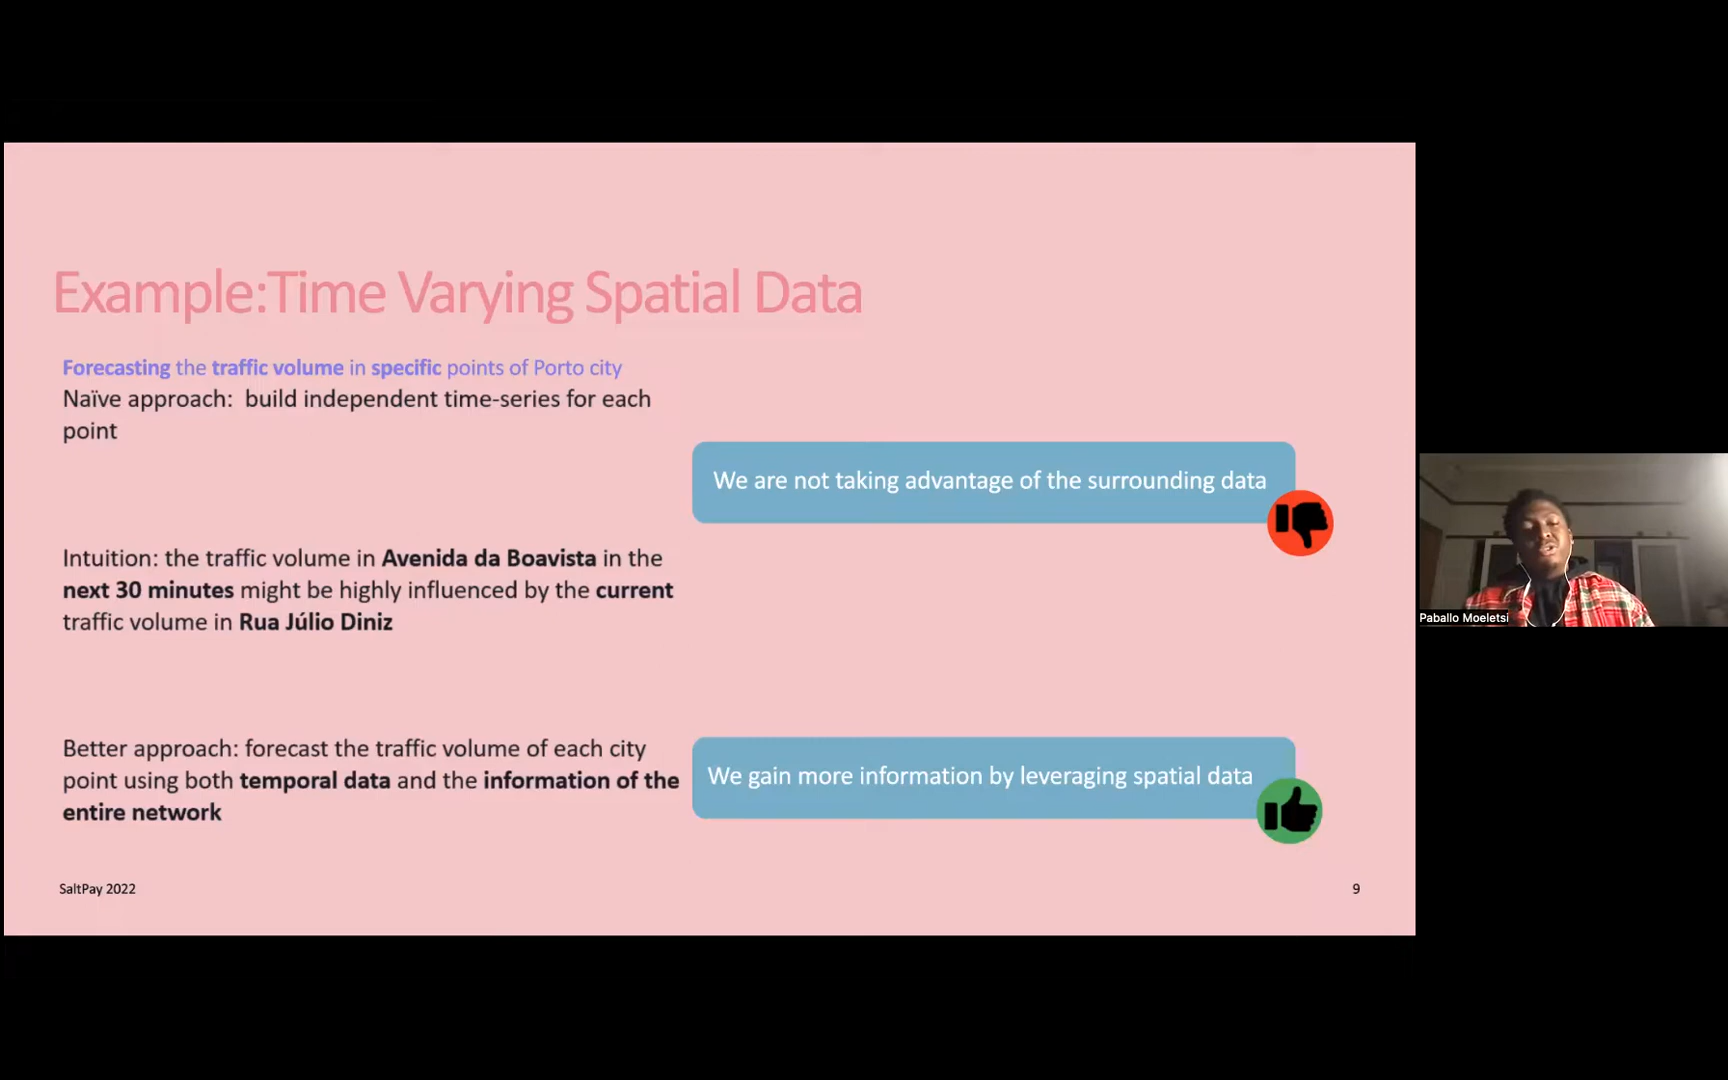 Example:Time Varying Spatial Data
Forecasting the traffic volume in specific points of Porto city
Naïve approach:  build independent time-series for each
point
We are not taking advantage of the surrounding data
Intuition: the traffic volume in Avenida da Boavista in the
next 30 minutes might be highly influenced by the current
traffic volume in Rua Júlio Diniz
Better approach: forecast the traffic volume of each city
point using both temporal data and the information of the
entire network
We gain more information by leveraging spatial data
SaltPay 2022
9
Paballo Moeletsi